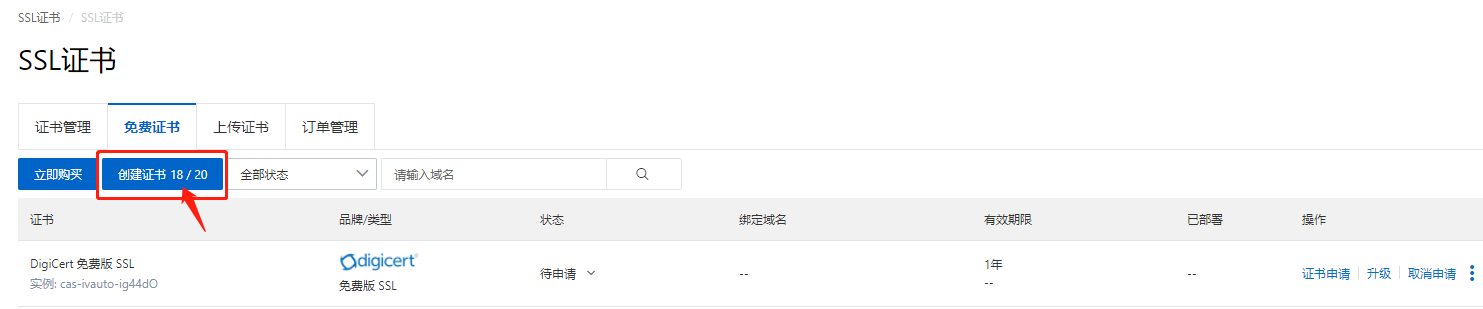 SSL证书 / SSL证书
SSL证书
证书管理 免费证书 上传证书 订单管理
立即购买 创建证书 18 / 20 全部状态 请输入域名
证书 品牌/类型 状态 绑定域名 有效期限 已部署 操作
DigiCert 免费版 SSL digicert 待申请 -- 1年 -- 证书申请 升级 取消申请
实例: cas-ivauto-ig44dO 免费版 SSL --